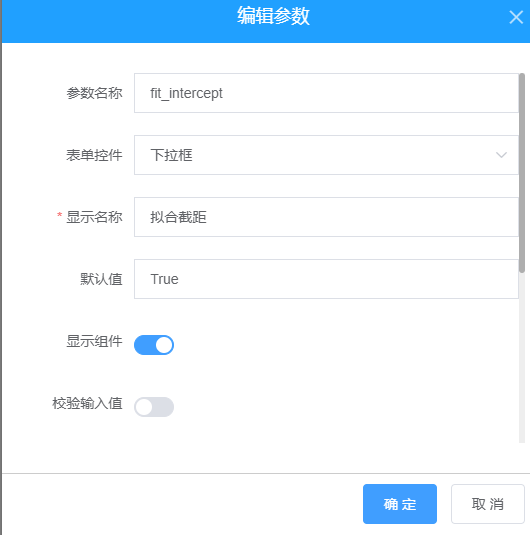 编辑参数
参数名称 fit_intercept
表单控件 下拉框
* 显示名称 拟合截距
默认值 True
显示组件
校验输入值
确 定 取 消